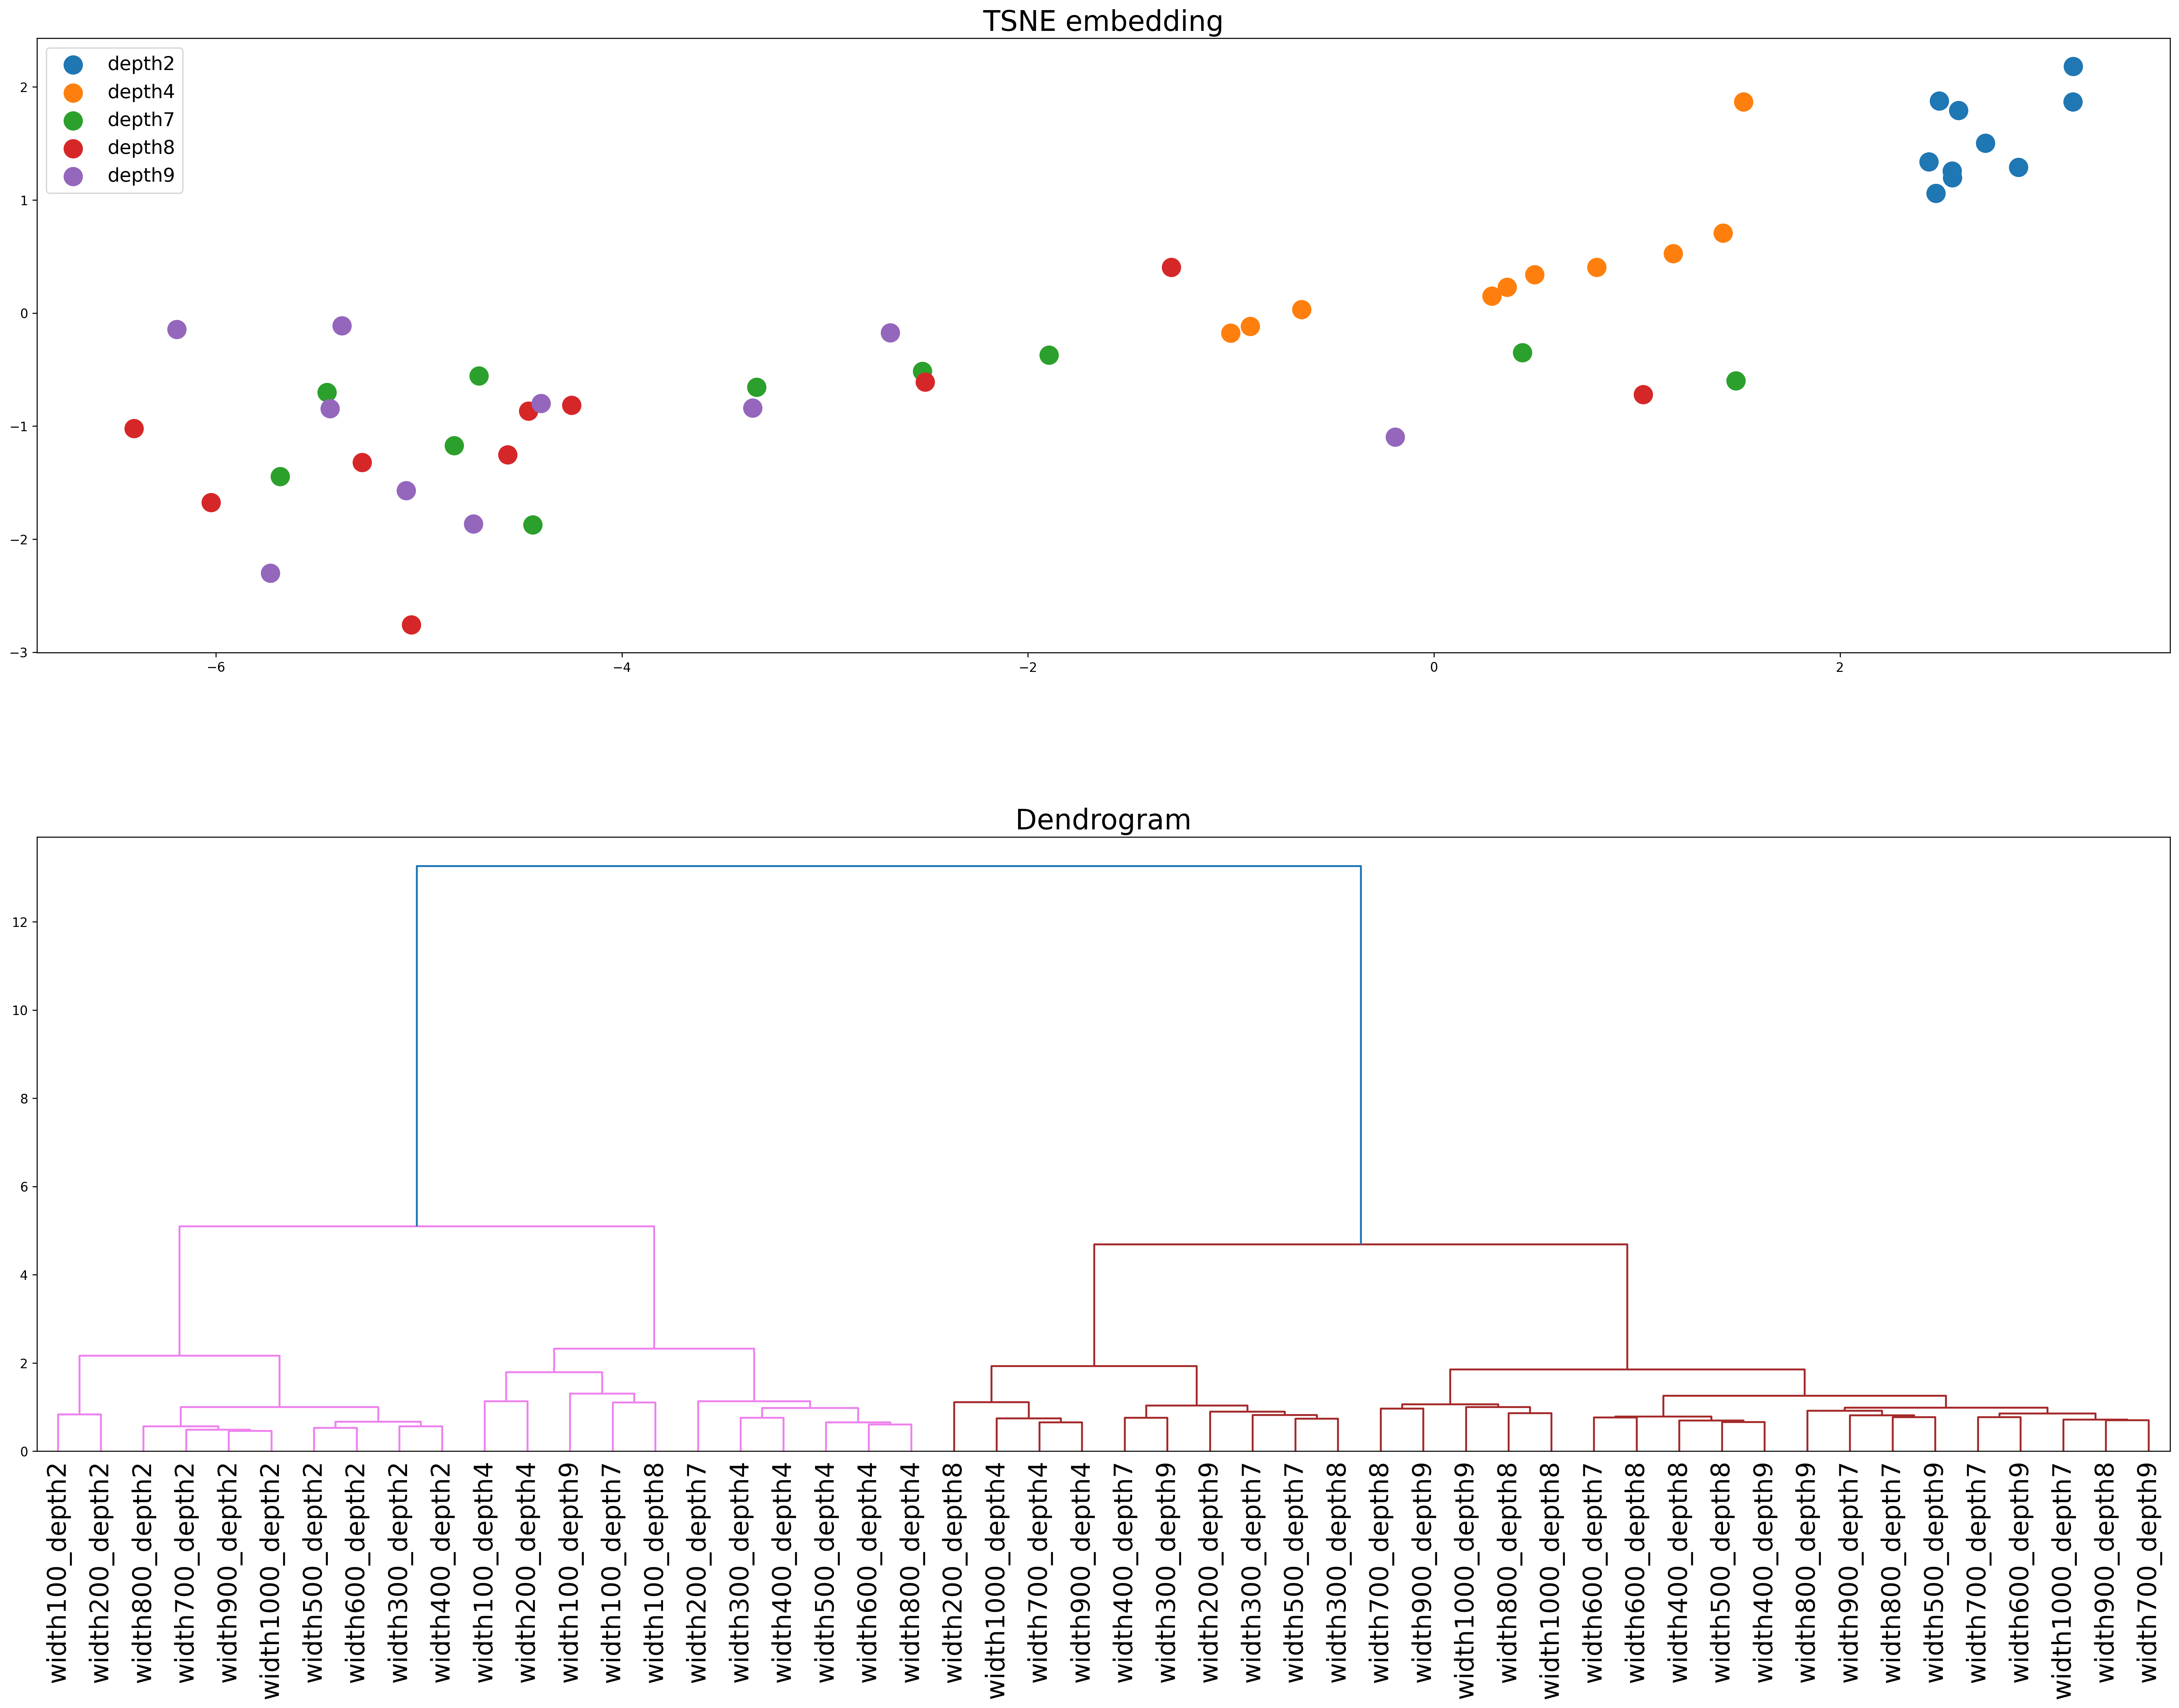 TSNE embedding
depth2
depth4
depth7
depth8
depth9
2
1
0
−1
−2
−3
−6
−4
−2
0
2
Dendrogram
12
10
8
6
4
2
0
width100_depth2
width200_depth2
width800_depth2
width700_depth2
width900_depth2
width1000_depth2
width500_depth2
width600_depth2
width300_depth2
width400_depth2
width100_depth4
width200_depth4
width100_depth9
width100_depth7
width100_depth8
width200_depth7
width300_depth4
width400_depth4
width500_depth4
width600_depth4
width800_depth4
width200_depth8
width1000_depth4
width700_depth4
width900_depth4
width400_depth7
width300_depth9
width200_depth9
width300_depth7
width500_depth7
width300_depth8
width700_depth8
width900_depth9
width1000_depth9
width800_depth8
width1000_depth8
width600_depth7
width600_depth8
width400_depth8
width500_depth8
width400_depth9
width800_depth9
width900_depth7
width800_depth7
width500_depth9
width700_depth7
width600_depth9
width1000_depth7
width900_depth8
width700_depth9